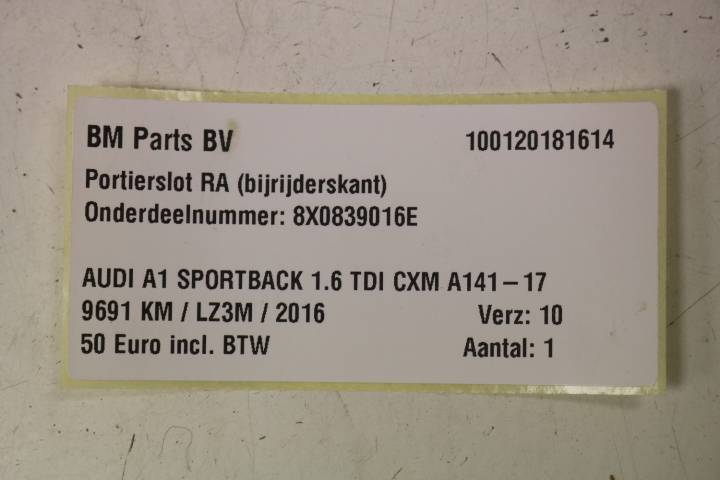 BM Parts BV 100120181614
Portierslot RA (bijrijderskant)
Onderdeelnummer: 8X0839016E
AUDI A1 SPORTBACK 1.6 TDI CXM A141-17
9691 KM / LZ3M / 2016 Verz: 10
50 Euro incl. BTW Aantal: 1